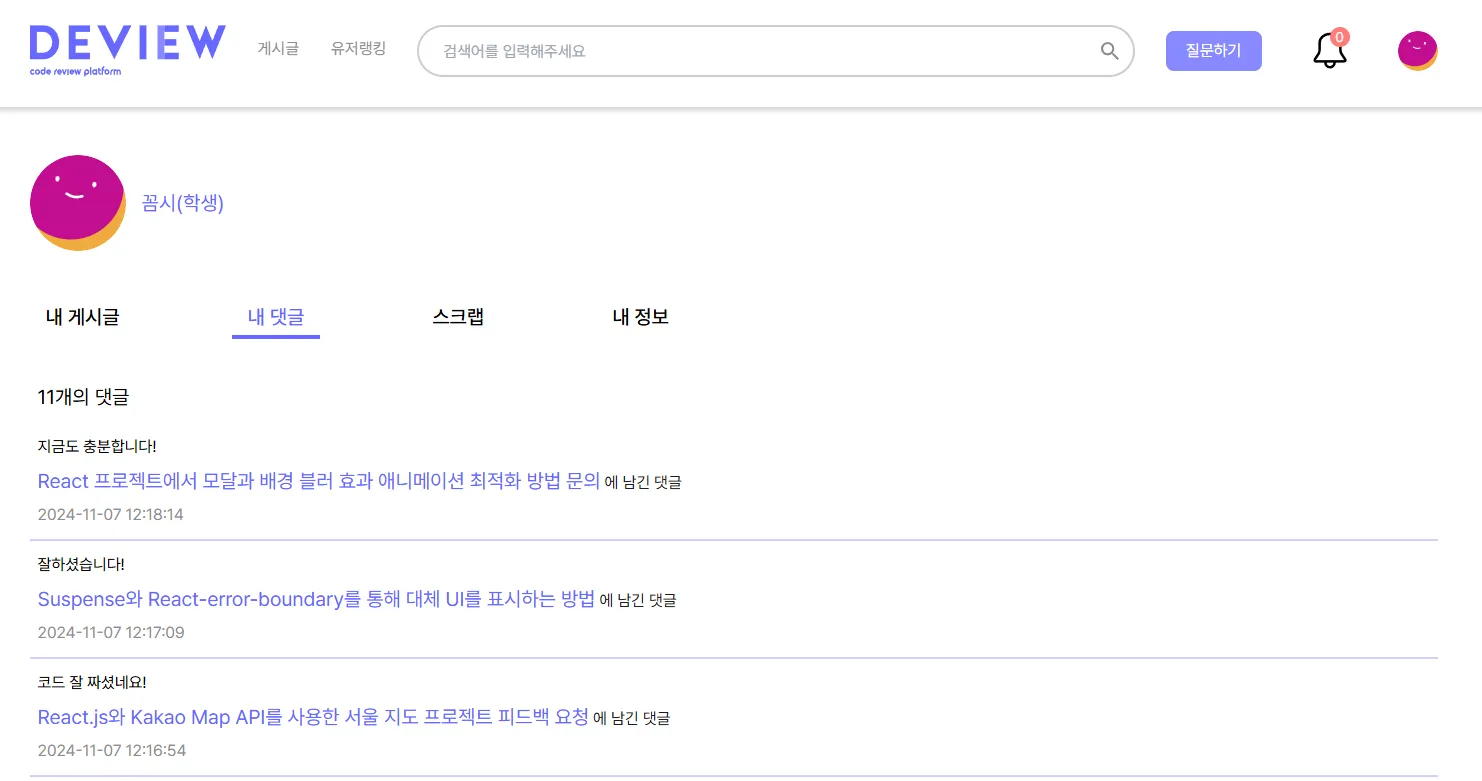 DEVIEW
code review platform
게시글
유저랭킹
검색어를 입력해주세요
질문하기
0
꼼시(학생)
내 게시글
내 댓글
스크랩
내 정보
11개의 댓글
지금도 충분합니다!
React 프로젝트에서 모달과 배경 블러 효과 애니메이션 최적화 방법 문의 에 남긴 댓글
2024-11-07 12:18:14
잘하셨습니다!
Suspense와 React-error-boundary를 통해 대체 UI를 표시하는 방법 에 남긴 댓글
2024-11-07 12:17:09
코드 잘 짜셨네요!
React.js와 Kakao Map API를 사용한 서울 지도 프로젝트 피드백 요청 에 남긴 댓글
2024-11-07 12:16:54